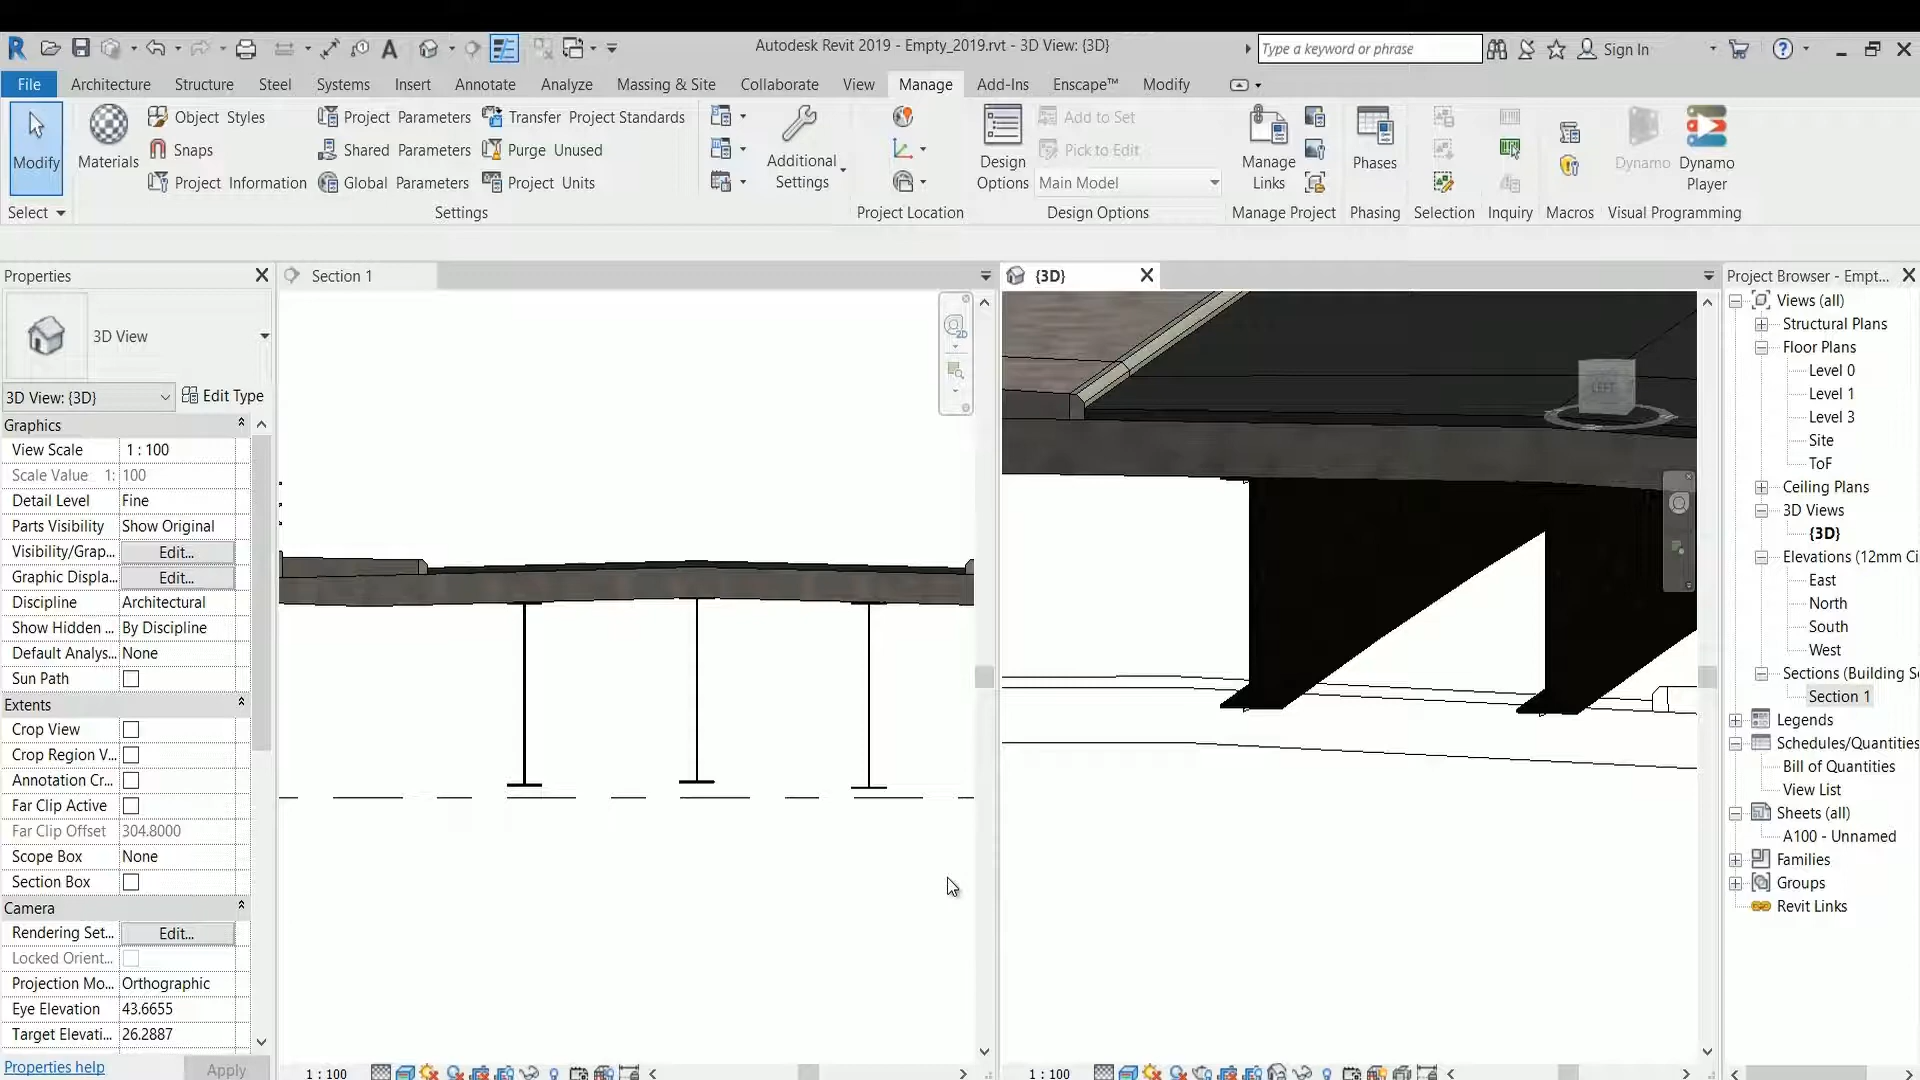 Autodesk Revit 2019 - Empty_2019.rvt - 3D View: {3D}
Type a keyword or phrase
Sign In
File Architecture Structure Steel Systems Insert Annotate Analyze Massing & Site Collaborate View Manage Add-Ins Enscape™ Modify
Modify
Materials
Object Styles
Snaps
Project Information
Project Parameters
Shared Parameters
Global Parameters
Transfer Project Standards
Purge Unused
Project Units
Additional
Settings
Design
Options
Add to Set
Pick to Edit
Main Model
Manage
Links
Phases
Dynamo
Dynamo
Player
Select
Settings
Project Location
Design Options
Manage Project
Phasing
Selection
Inquiry
Macros
Visual Programming
Properties
3D View
3D View: {3D}
Edit Type
Graphics
View Scale 1 : 100
Scale Value 1: 100
Detail Level Fine
Parts Visibility Show Original
Visibility/Grap... Edit...
Graphic Displa... Edit...
Discipline Architectural
Show Hidden ... By Discipline
Default Analys... None
Sun Path
Extents
Crop View
Crop Region V...
Annotation Cr...
Far Clip Active
Far Clip Offset 304.8000
Scope Box None
Section Box
Camera
Rendering Set... Edit...
Locked Orient...
Projection Mo... Orthographic
Eye Elevation 43.6655
Target Elevati... 26.2887
Properties help
Apply
Section 1
2D
1 : 100
{3D}
LEFT
1 : 100
Project Browser - Empt...
Views (all)
Structural Plans
Floor Plans
Level 0
Level 1
Level 3
Site
ToF
Ceiling Plans
3D Views
{3D}
Elevations (12mm Ci
East
North
South
West
Sections (Building Se
Section 1
Legends
Schedules/Quantities
Bill of Quantities
View List
Sheets (all)
A100 - Unnamed
Families
Groups
Revit Links